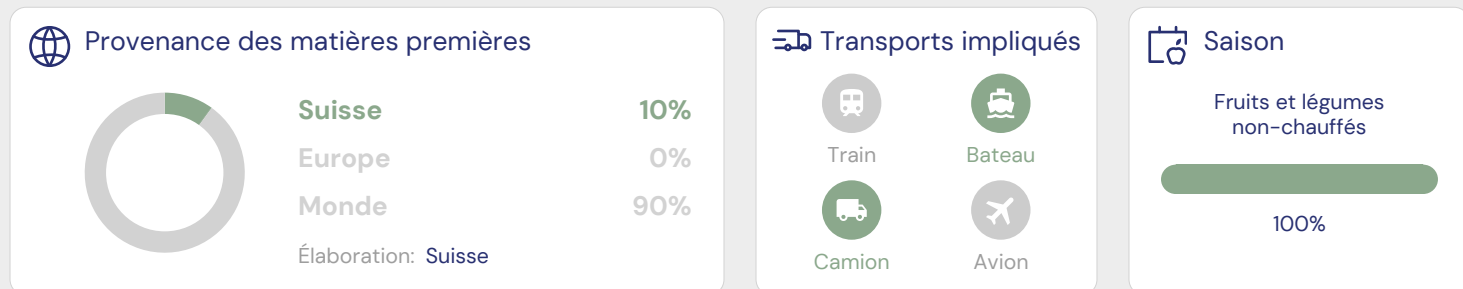 Provenance des matières premières
Suisse 10%
Europe 0%
Monde 90%
Élaboration: Suisse
Transports impliqués
Train
Bateau
Camion
Avion
Saison
Fruits et légumes
non-chauffés
100%